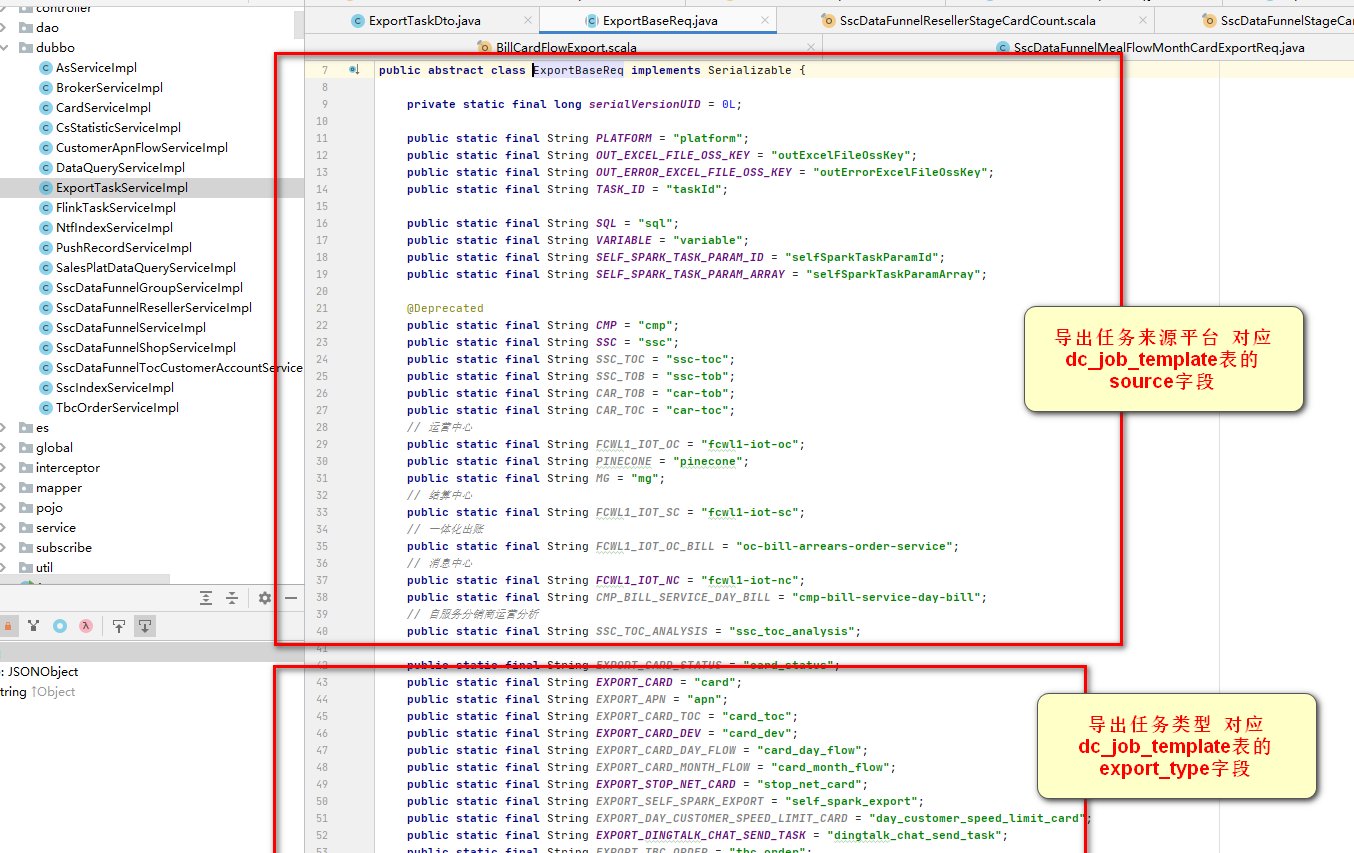 controller
dao
dubbo
AsServiceImpl
BrokerServiceImpl
CardServiceImpl
CsStatisticServiceImpl
CustomerApnFlowServiceImpl
DataQueryServiceImpl
ExportTaskServiceImpl
FlinkTaskServiceImpl
NtfIndexServiceImpl
PushRecordServiceImpl
SalesPlatDataQueryServiceImpl
SscDataFunnelGroupServiceImpl
SscDataFunnelResellerServiceImpl
SscDataFunnelServiceImpl
SscDataFunnelShopServiceImpl
SscDataFunnelTocCustomerAccountService
SscIndexServiceImpl
TbcOrderServiceImpl
es
global
interceptor
mapper
pojo
service
subscribe
util
: JSONObject
tring ↑Object
ExportTaskDto.java
ExportBaseReq.java
SscDataFunnelResellerStageCardCount.scala
SscDataFunnelStageCa
BillCardFlowExport.scala
SscDataFunnelMealFlowMonthCardExportReq.java
7 public abstract class ExportBaseReq implements Serializable {
8
9 private static final long serialVersionUID = 0L;
10
11 public static final String PLATFORM = "platform";
12 public static final String OUT_EXCEL_FILE_OSS_KEY = "outExcelFileOssKey";
13 public static final String OUT_ERROR_EXCEL_FILE_OSS_KEY = "outErrorExcelFileOssKey";
14 public static final String TASK_ID = "taskId";
15
16 public static final String SQL = "sql";
17 public static final String VARIABLE = "variable";
18 public static final String SELF_SPARK_TASK_PARAM_ID = "selfSparkTaskParamId";
19 public static final String SELF_SPARK_TASK_PARAM_ARRAY = "selfSparkTaskParamArray";
20
21 @Deprecated
22 public static final String CMP = "cmp";
23 public static final String SSC = "ssc";
24 public static final String SSC_TOC = "ssc-toc";
25 public static final String SSC_TOB = "ssc-tob";
26 public static final String CAR_TOB = "car-tob";
27 public static final String CAR_TOC = "car-toc";
28 // 运营中心
29 public static final String FCWL1_IOT_OC = "fcwl1-iot-oc";
30 public static final String PINECONE = "pinecone";
31 public static final String MG = "mg";
32 // 结算中心
33 public static final String FCWL1_IOT_SC = "fcwl1-iot-sc";
34 // 一体化出账
35 public static final String FCWL1_IOT_OC_BILL = "oc-bill-arrears-order-service";
36 // 消息中心
37 public static final String FCWL1_IOT_NC = "fcwl1-iot-nc";
38 public static final String CMP_BILL_SERVICE_DAY_BILL = "cmp-bill-service-day-bill";
39 // 自服务分销商运营分析
40 public static final String SSC_TOC_ANALYSIS = "ssc_toc_analysis";
41
42 public static final String EXPORT_CARD_STATUS = "card_status";
43 public static final String EXPORT_CARD = "card";
44 public static final String EXPORT_APN = "apn";
45 public static final String EXPORT_CARD_TOC = "card_toc";
46 public static final String EXPORT_CARD_DEV = "card_dev";
47 public static final String EXPORT_CARD_DAY_FLOW = "card_day_flow";
48 public static final String EXPORT_CARD_MONTH_FLOW = "card_month_flow";
49 public static final String EXPORT_STOP_NET_CARD = "stop_net_card";
50 public static final String EXPORT_SELF_SPARK_EXPORT = "self_spark_export";
51 public static final String EXPORT_DAY_CUSTOMER_SPEED_LIMIT_CARD = "day_customer_speed_limit_card";
52 public static final String EXPORT_DINGTALK_CHAT_SEND_TASK = "dingtalk_chat_send_task";
53 public static final String EXPORT_TBC_ORDER = "tbc_order";
导出任务来源平台 对应
dc_job_template表的
source字段
导出任务类型 对应
dc_job_template表的
export_type字段